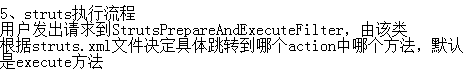 5、struts执行流程
用户发出请求到StrutsPrepareAndExecuteFilter，由该类
根据struts.xml文件决定具体跳转到哪个action中哪个方法，默认
是execute方法